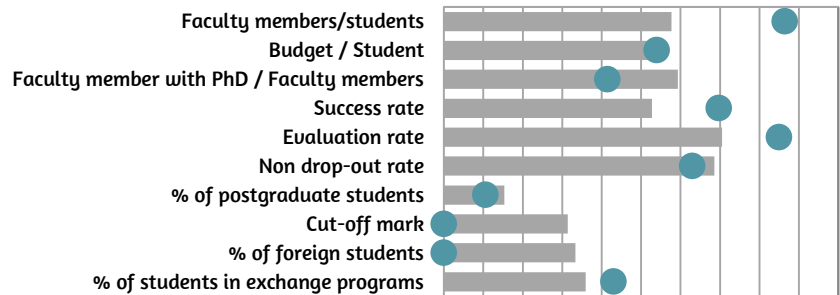 Faculty members/students
Budget / Student
Faculty member with PhD / Faculty members
Success rate
Evaluation rate
Non drop-out rate
% of postgraduate students
Cut-off mark
% of foreign students
% of students in exchange programs